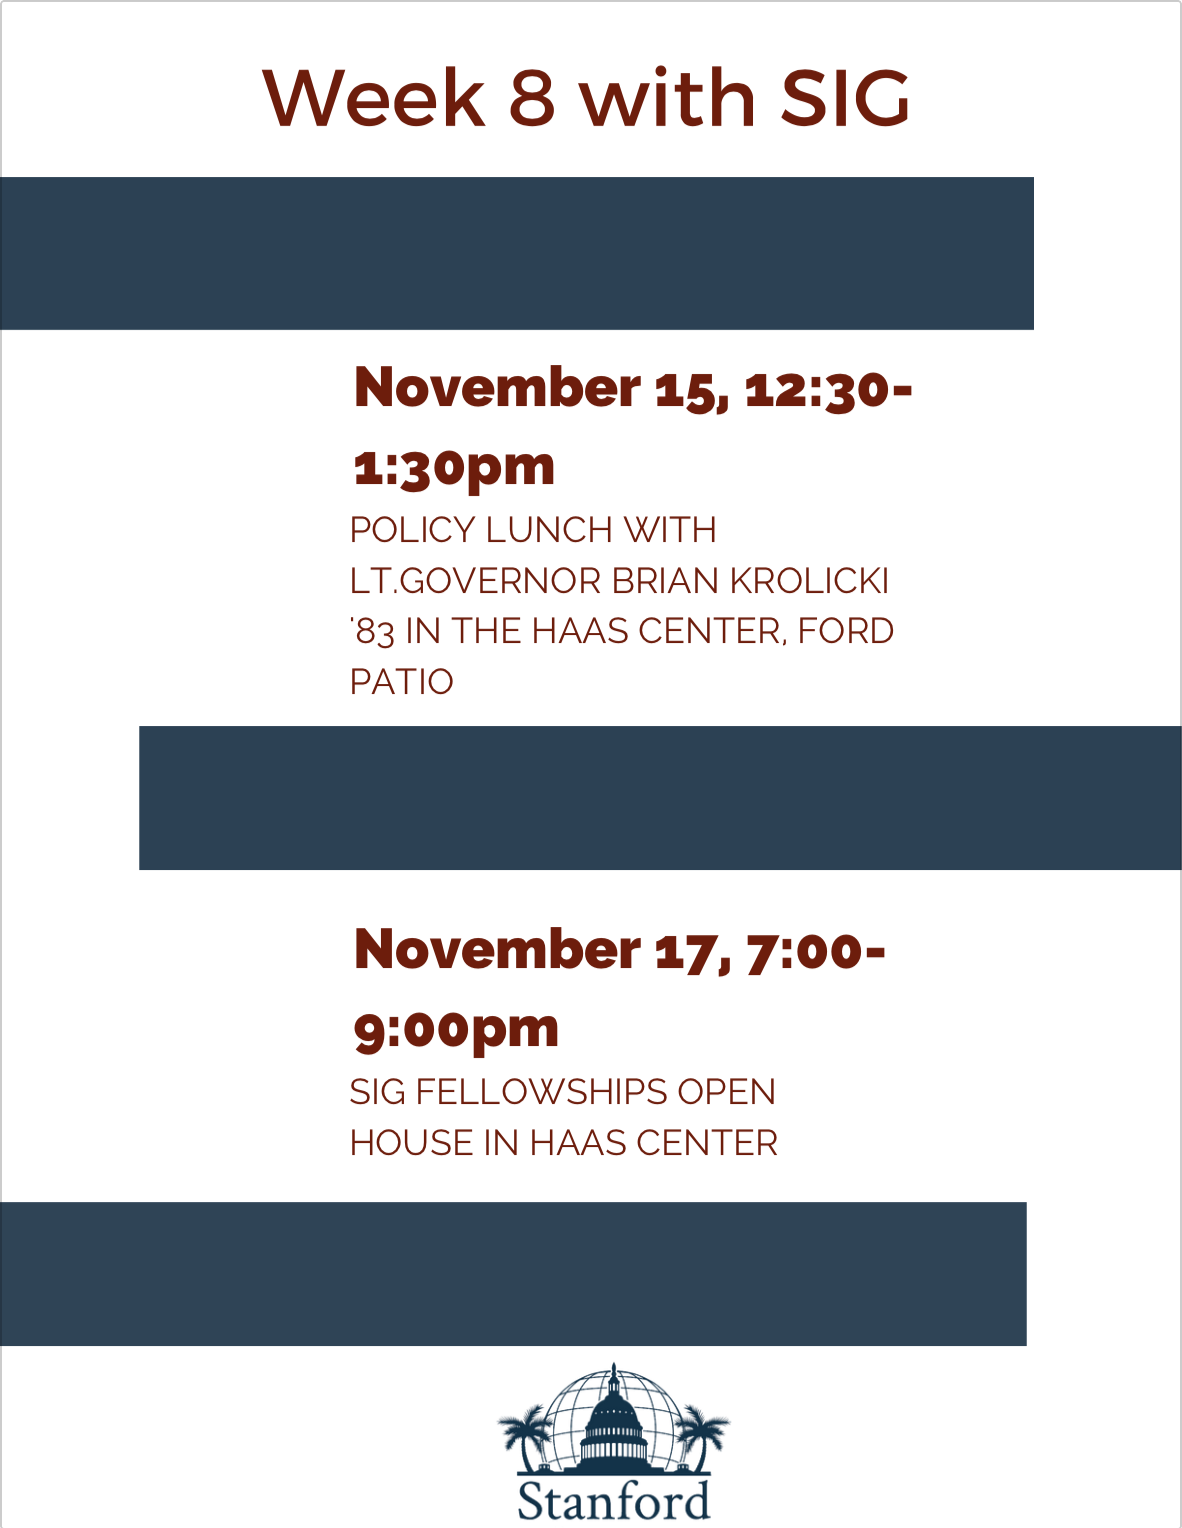 Week 8 with SIG
November 15, 12:30-
1:30pm
POLICY LUNCH WITH
LT.GOVERNOR BRIAN KROLICKI
'83 IN THE HAAS CENTER, FORD
PATIO
November 17, 7:00-
9:00pm
SIG FELLOWSHIPS OPEN
HOUSE IN HAAS CENTER
Stanford